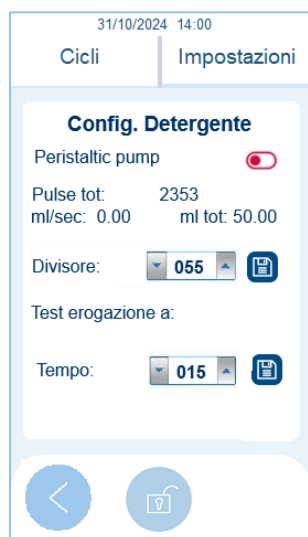 31/10/2024 14:00
Cicli Impostazioni
Config. Detergente
Peristaltic pump
Pulse tot: 2353
ml/sec: 0.00 ml tot: 50.00
Divisore: 055
Test erogazione a:
Tempo: 015